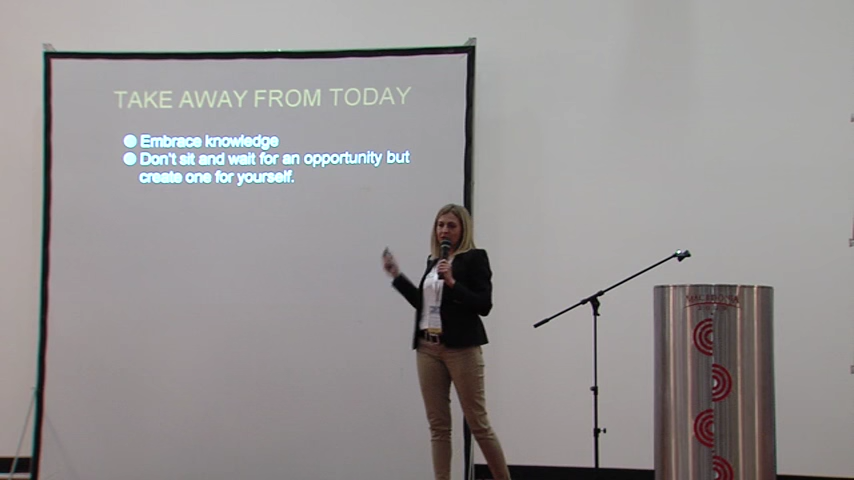 TAKE AWAY FROM TODAY
Embrace knowledge
Don't sit and wait for an opportunity but
create one for yourself.